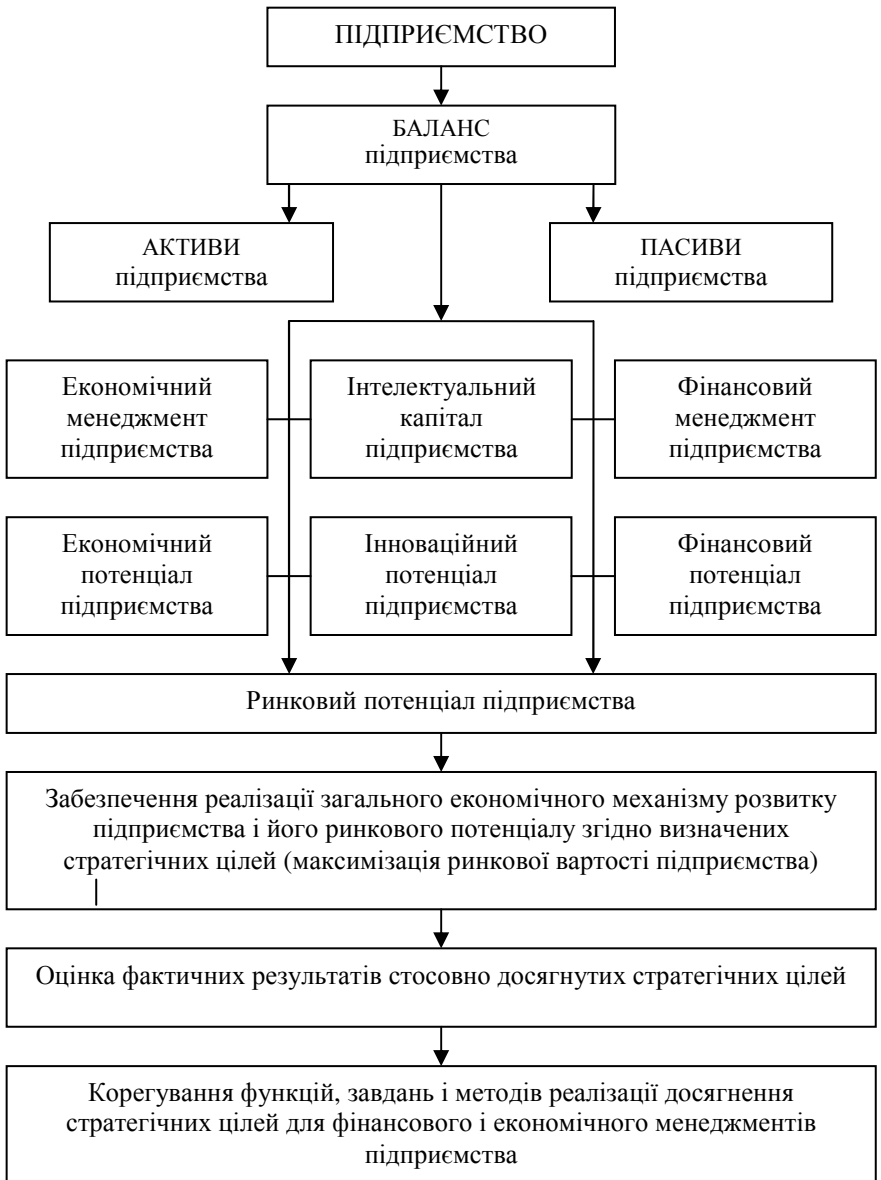 ПІДПРИЄМСТВО
БАЛАНС
підприємства
АКТИВИ
підприємства
ПАСИВИ
підприємства
Економічний
менеджмент
підприємства
Інтелектуальний
капітал
підприємства
Фінансовий
менеджмент
підприємства
Економічний
потенціал
підприємства
Інноваційний
потенціал
підприємства
Фінансовий
потенціал
підприємства
Ринковий потенціал підприємства
Забезпечення реалізації загального економічного механізму розвитку
підприємства і його ринкового потенціалу згідно визначених
стратегічних цілей (максимізація ринкової вартості підприємства)
Оцінка фактичних результатів стосовно досягнутих стратегічних цілей
Корегування функцій, завдань і методів реалізації досягнення
стратегічних цілей для фінансового і економічного менеджментів
підприємства